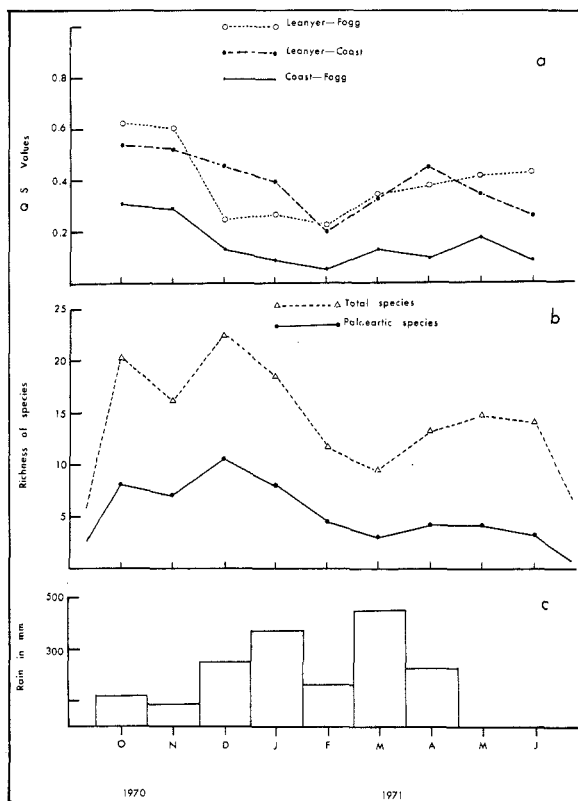 Leanyer—Fogg
Leanyer—Coast
Coast—Fogg
a
0.8
0.6
0.4
0.2
Q S Values
Total species
Palæartic species
b
25
20
15
10
5
Richness of species
c
500
300
Rain in mm
O N D J F M A M J
1970 1971